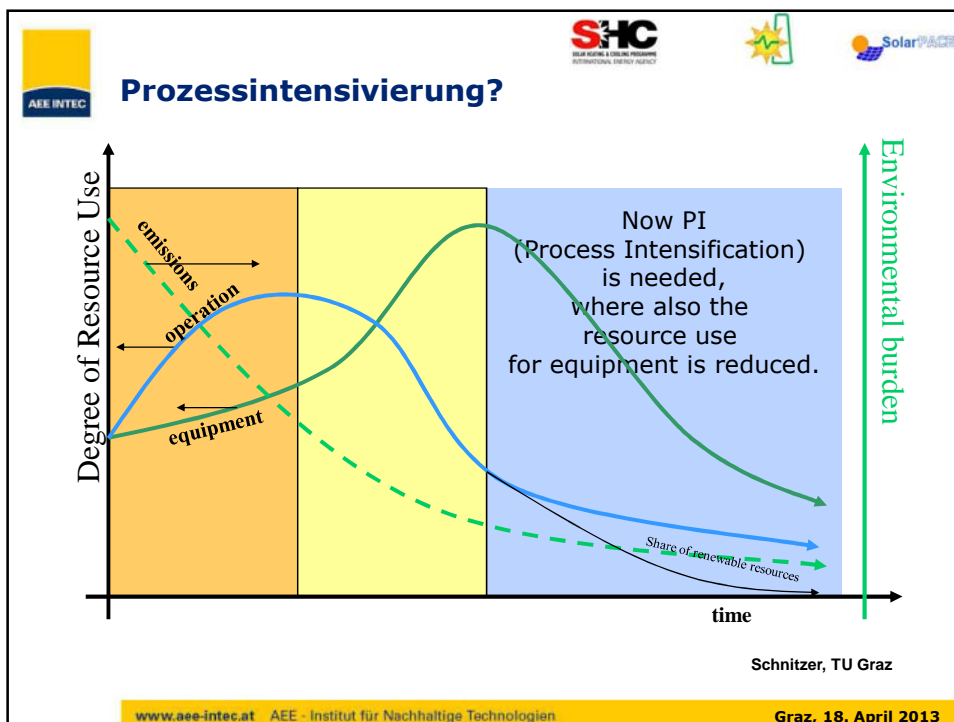 AEE INTEC
SHC
SOLAR HEATING & COOLING PROGRAMME
INTERNATIONAL ENERGY AGENCY
SolarPACES
Prozessintensivierung?
Degree of Resource Use
emissions
operation
equipment
Now PI
(Process Intensification)
is needed,
where also the
resource use
for equipment is reduced.
Share of renewable resources
Environmental burden
time
Schnitzer, TU Graz
www.aee-intec.at AEE - Institut für Nachhaltige Technologien
Graz, 18. April 2013